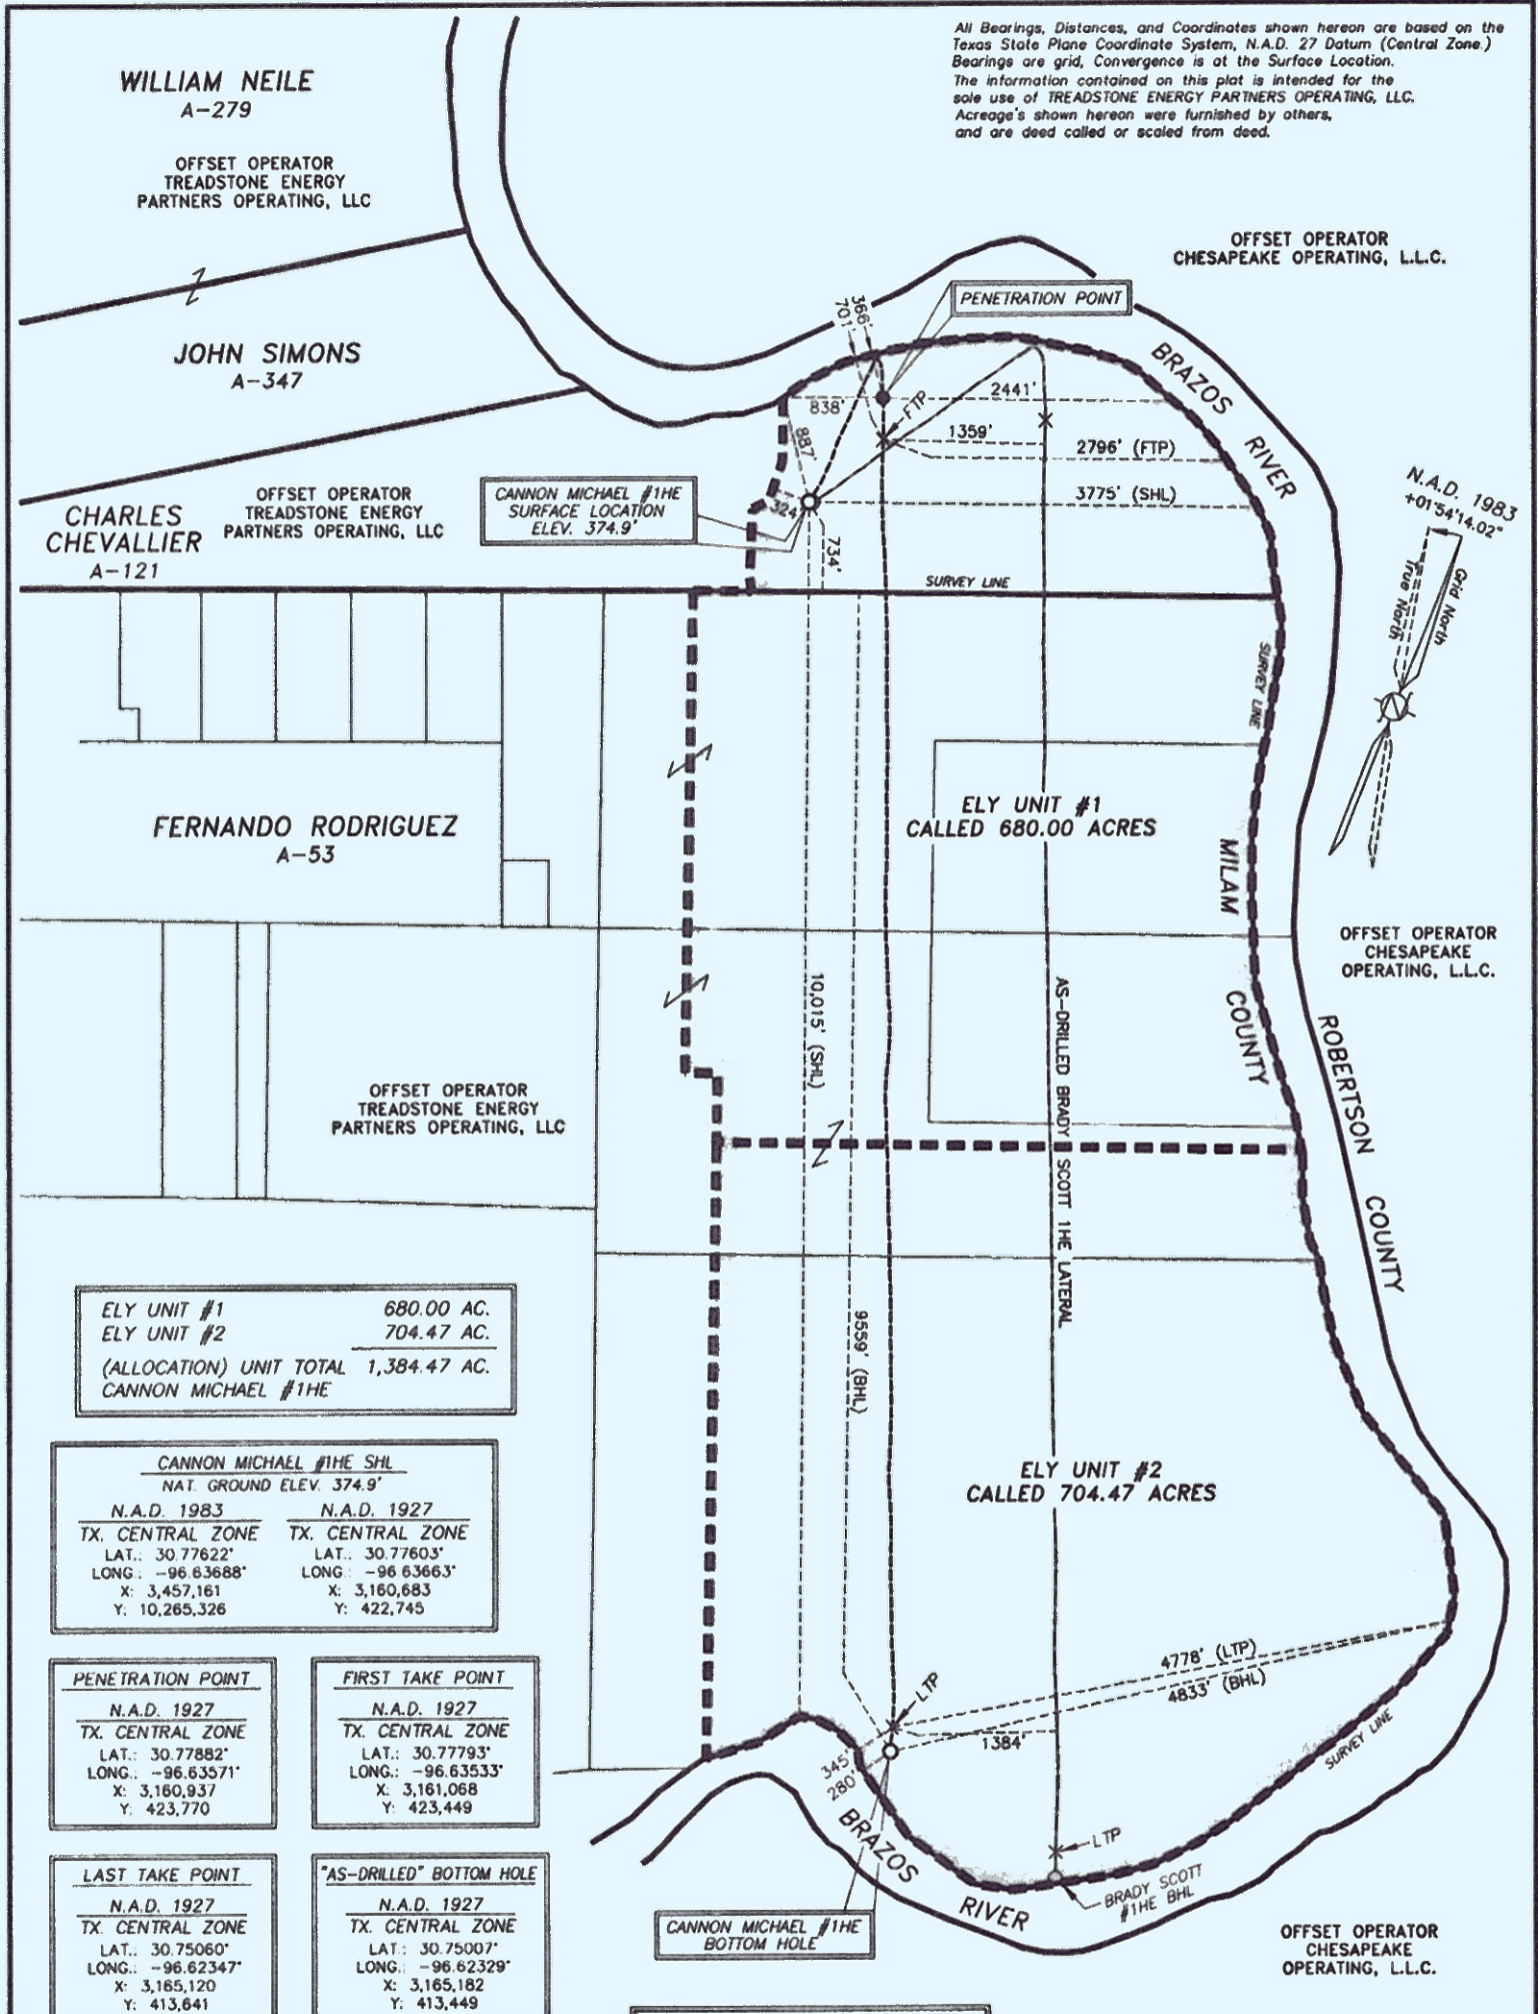 All Bearings, Distances, and Coordinates shown hereon are based on the
Texas State Plane Coordinate System, N.A.D. 27 Datum (Central Zone.)
Bearings are grid, Convergence is at the Surface Location.
The information contained on this plat is intended for the
sole use of TREADSTONE ENERGY PARTNERS OPERATING, LLC.
Acreage's shown hereon were furnished by others,
and are deed called or scaled from deed.
WILLIAM NEILE
A-279
OFFSET OPERATOR
TREADSTONE ENERGY
PARTNERS OPERATING, LLC
OFFSET OPERATOR
CHESAPEAKE OPERATING, L.L.C.
PENETRATION POINT
366'
701'
JOHN SIMONS
A-347
BRAZOS RIVER
838'
2441'
FTP
887'
1359'
2796' (FTP)
3775' (SHL)
324'
734'
CANNON MICHAEL #1HE
SURFACE LOCATION
ELEV. 374.9'
OFFSET OPERATOR
TREADSTONE ENERGY
PARTNERS OPERATING, LLC
CHARLES
CHEVALLIER
A-121
N.A.D. 1983
+01°54'14.02"
Grid North
True North
SURVEY LINE
SURVEY LINE
ELY UNIT #1
CALLED 680.00 ACRES
FERNANDO RODRIGUEZ
A-53
MILAM COUNTY
OFFSET OPERATOR
CHESAPEAKE
OPERATING, L.L.C.
10,015' (SHL)
AS-DRILLED BRADY SCOTT 1HE LATERAL
ROBERTSON COUNTY
OFFSET OPERATOR
TREADSTONE ENERGY
PARTNERS OPERATING, LLC
9559' (BHL)
ELY UNIT #1 680.00 AC.
ELY UNIT #2 704.47 AC.
(ALLOCATION) UNIT TOTAL 1,384.47 AC.
CANNON MICHAEL #1HE
ELY UNIT #2
CALLED 704.47 ACRES
CANNON MICHAEL #1HE SHL
NAT. GROUND ELEV. 374.9'
N.A.D. 1983 N.A.D. 1927
TX. CENTRAL ZONE TX. CENTRAL ZONE
LAT.: 30.77622° LAT.: 30.77603°
LONG.: -96.63688° LONG.: -96.63663°
X: 3,457,161 X: 3,160,683
Y: 10,265,326 Y: 422,745
PENETRATION POINT
N.A.D. 1927
TX. CENTRAL ZONE
LAT.: 30.77882°
LONG.: -96.63571°
X: 3,160,937
Y: 423,770
FIRST TAKE POINT
N.A.D. 1927
TX. CENTRAL ZONE
LAT.: 30.77793°
LONG.: -96.63533°
X: 3,161,068
Y: 423,449
LAST TAKE POINT
N.A.D. 1927
TX. CENTRAL ZONE
LAT.: 30.75060°
LONG.: -96.62347°
X: 3,165,120
Y: 413,641
"AS-DRILLED" BOTTOM HOLE
N.A.D. 1927
TX. CENTRAL ZONE
LAT.: 30.75007°
LONG.: -96.62329°
X: 3,165,182
Y: 413,449
4778' (LTP)
4833' (BHL)
LTP
1384'
345'
280'
SURVEY LINE
BRAZOS RIVER
LTP
BRADY SCOTT
#1HE BHL
CANNON MICHAEL #1HE
BOTTOM HOLE
OFFSET OPERATOR
CHESAPEAKE
OPERATING, L.L.C.